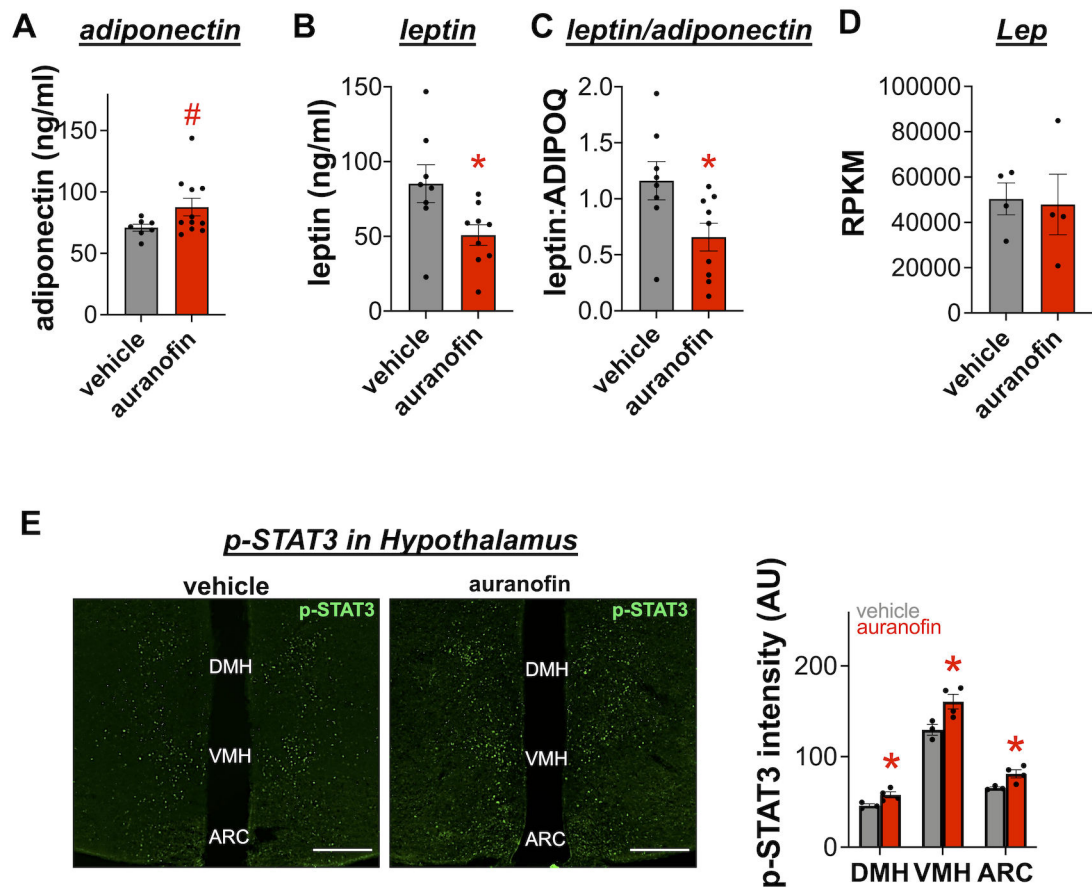 A adiponectin
adiponectin (ng/ml)
150
100
50
0
#
vehicle
auranofin
B leptin
leptin (ng/ml)
150
100
50
0
*
vehicle
auranofin
C leptin/adiponectin
leptin:ADIPOQ
2.0
1.5
1.0
0.5
0.0
*
vehicle
auranofin
D Lep
RPKM
100000
80000
60000
40000
20000
0
vehicle
auranofin
E
p-STAT3 in Hypothalamus
vehicle
p-STAT3
DMH
VMH
ARC
auranofin
p-STAT3
DMH
VMH
ARC
p-STAT3 intensity (AU)
vehicle
auranofin
200
100
0
*
*
*
DMH VMH ARC